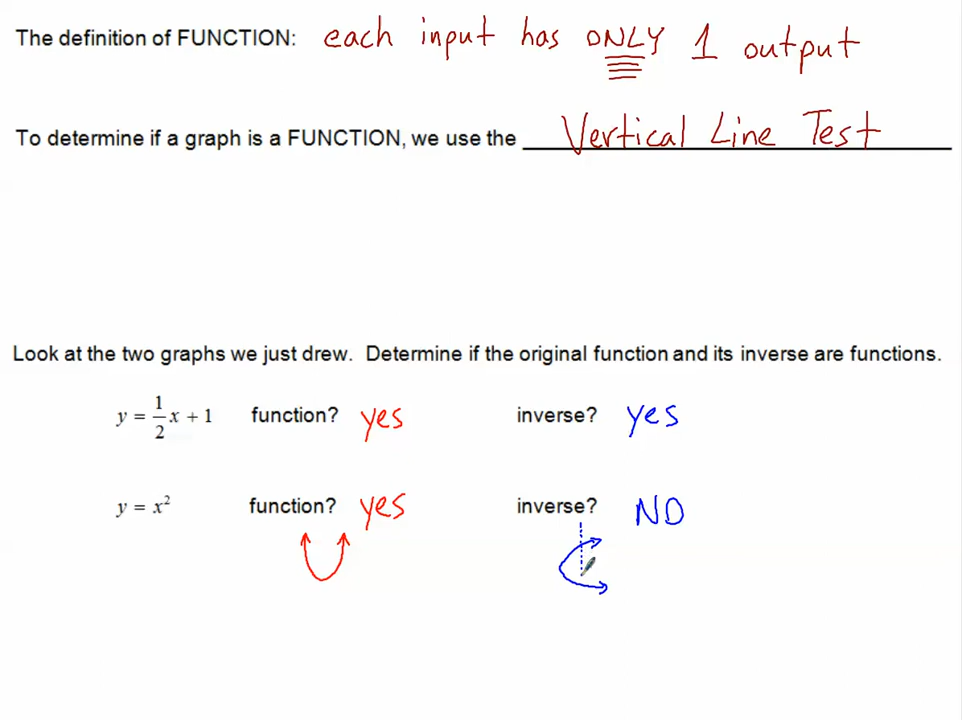 The definition of FUNCTION: each input has ONLY 1 output
To determine if a graph is a FUNCTION, we use the Vertical Line Test
Look at the two graphs we just drew. Determine if the original function and its inverse are functions.
y = 1/2 x + 1 function? yes inverse? yes
y = x² function? yes inverse? NO